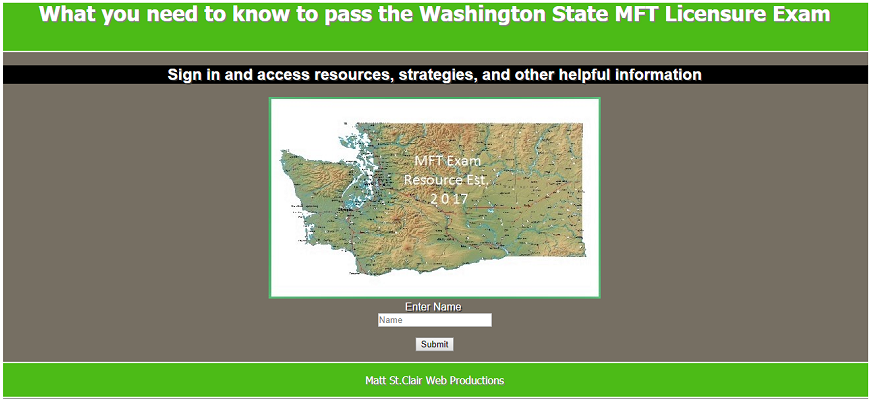 What you need to know to pass the Washington State MFT Licensure Exam
Sign in and access resources, strategies, and other helpful information
MFT Exam
Resource Est.
2 0 17
Enter Name
Name
Submit
Matt St.Clair Web Productions